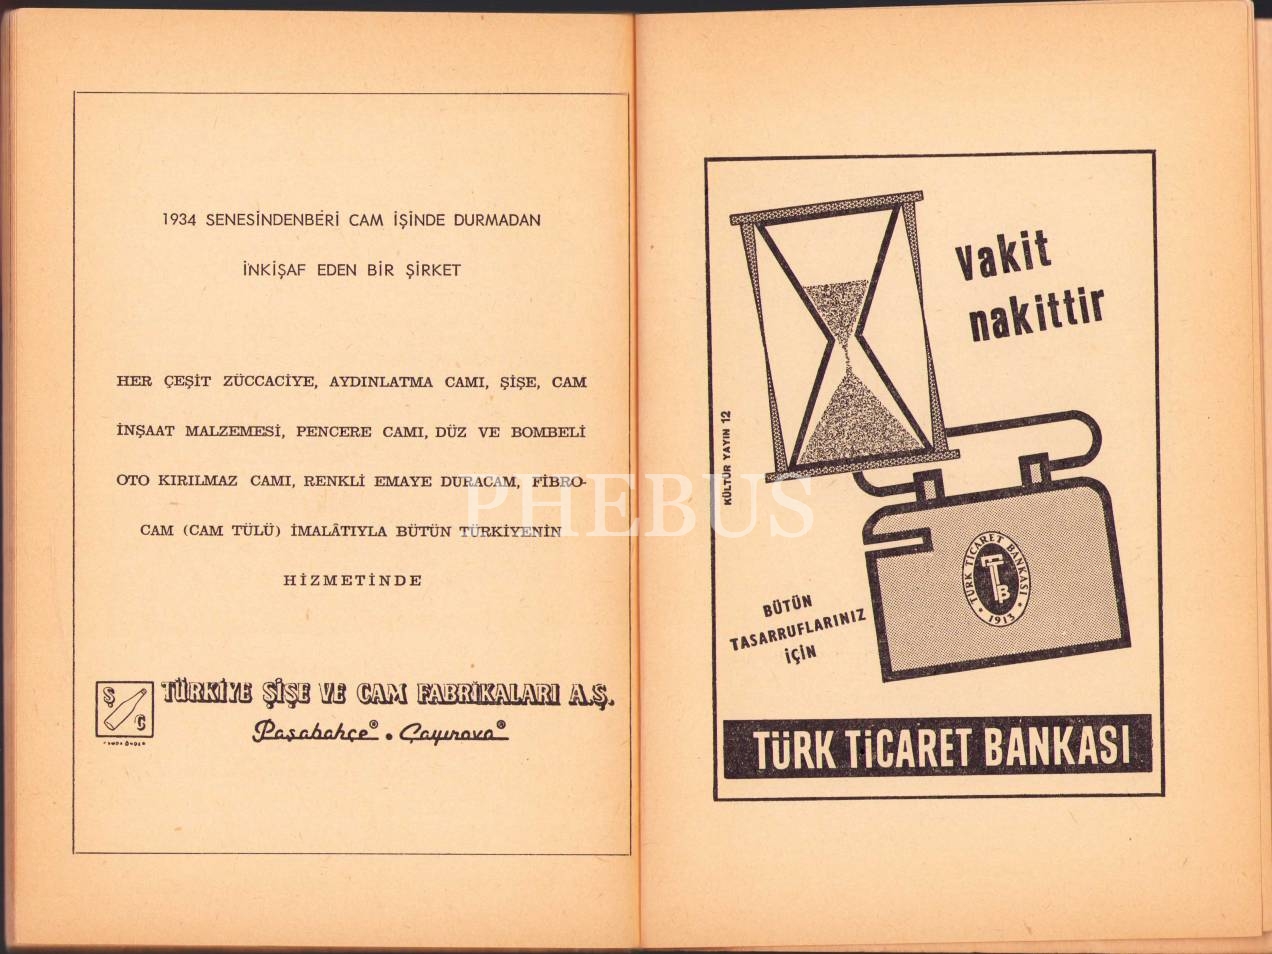 1934 SENESİNDENBERİ CAM İŞİNDE DURMADAN
İNKİŞAF EDEN BİR ŞİRKET
HER ÇEŞİT ZÜCCACİYE, AYDINLATMA CAMI, ŞİŞE, CAM
İNŞAAT MALZEMESİ, PENCERE CAMI, DÜZ VE BOMBELİ
OTO KIRILMAZ CAMI, RENKLİ EMAYE DURACAM, FİBRO-
CAM (CAM TÜLÜ) İMALÂTIYLA BÜTÜN TÜRKİYENİN
HİZMETİNDE
Ş
Ç
TÜRKİYE ŞİŞE VE CAM FABRİKALARI A.Ş.
Paşabahçe® . Çayırova®
PHEBUS
Vakit
nakittir
KÜLTÜR YAYIN 12
TÜRK TİCARET BANKASI
TB
* 1913 *
BÜTÜN
TASARRUFLARINIZ
İÇİN
TÜRK TİCARET BANKASI